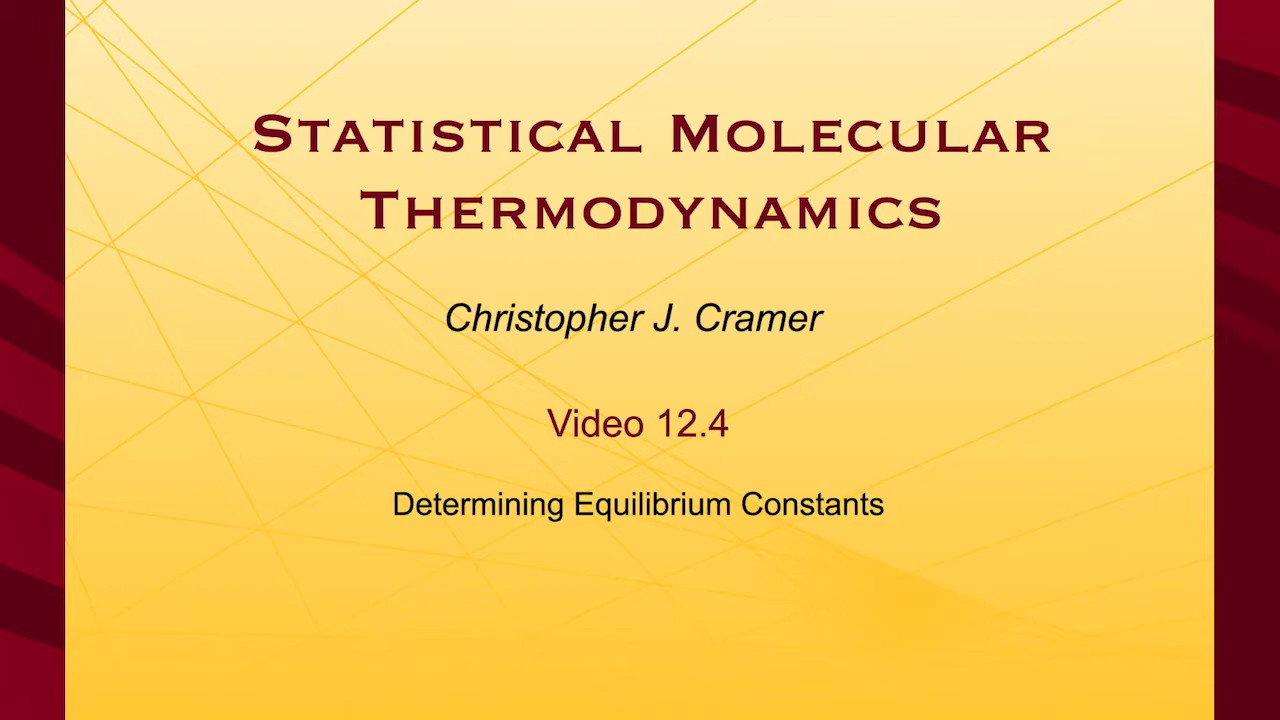 Statistical Molecular
Thermodynamics
Christopher J. Cramer
Video 12.4
Determining Equilibrium Constants